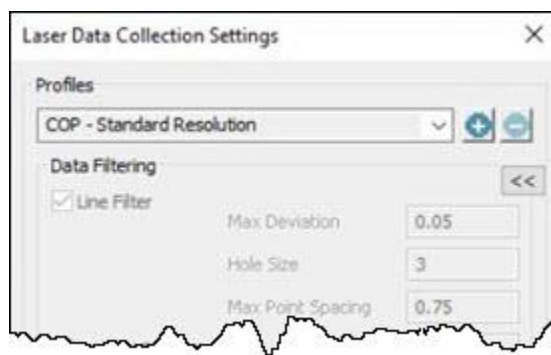 Laser Data Collection Settings
Profiles
COP - Standard Resolution
Data Filtering
<<
Line Filter
Max Deviation 0.05
Hole Size 3
Max Point Spacing 0.75